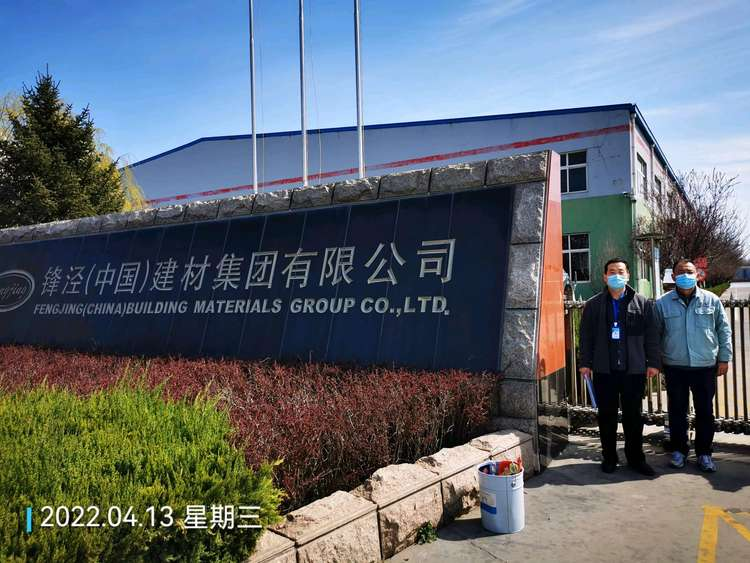 锋泾(中国)建材集团有限公司
FENGJING(CHINA)BUILDING MATERIALS GROUP CO.,LTD.
2022.04.13 星期三